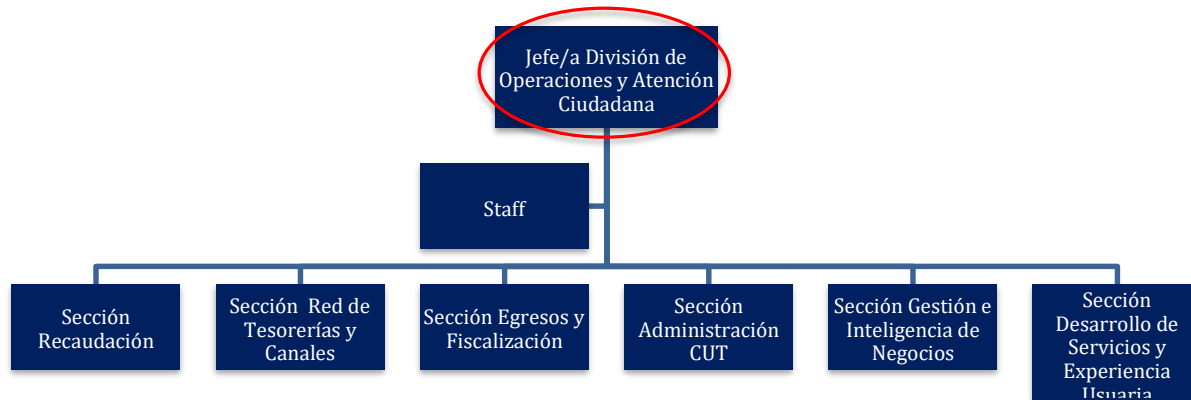 Jefe/a División de
Operaciones y Atención
Ciudadana
Staff
Sección
Recaudación
Sección Red de
Tesorerías y
Canales
Sección Egresos y
Fiscalización
Sección
Administración
CUT
Sección Gestión e
Inteligencia de
Negocios
Sección
Desarrollo de
Servicios y
Experiencia
Usuaria